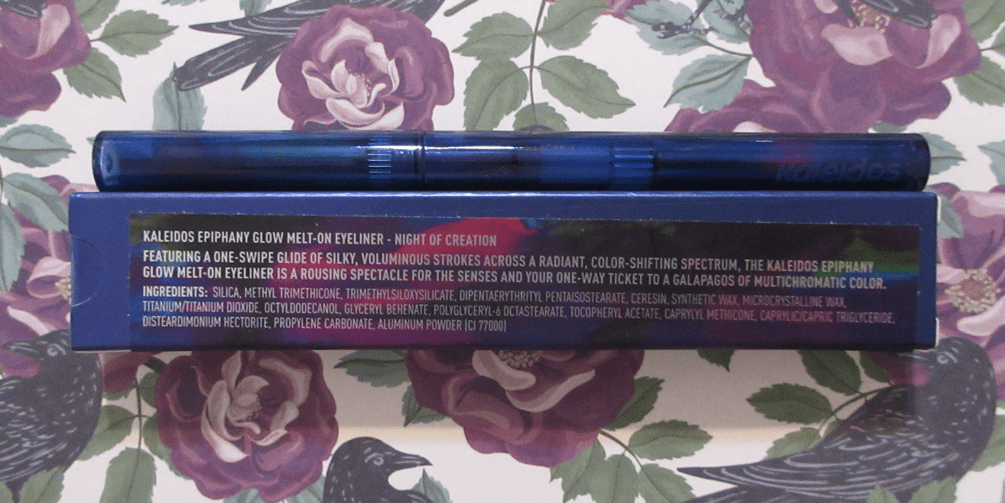 Kaleidos
KALEIDOS EPIPHANY GLOW MELT-ON EYELINER - NIGHT OF CREATION
FEATURING A ONE-SWIPE GLIDE OF SILKY, VOLUMINOUS STROKES ACROSS A RADIANT, COLOR-SHIFTING SPECTRUM, THE KALEIDOS EPIPHANY
GLOW MELT-ON EYELINER IS A ROUSING SPECTACLE FOR THE SENSES AND YOUR ONE-WAY TICKET TO A GALAPAGOS OF MULTICHROMATIC COLOR.
INGREDIENTS: SILICA, METHYL TRIMETHICONE, TRIMETHYLSILOXYSILICATE, DIPENTAERYTHRITYL PENTAISOSTEARATE, CERESIN, SYNTHETIC WAX, MICROCRYSTALLINE WAX,
TITANIUM/TITANIUM DIOXIDE, OCTYLDODECANOL, GLYCERYL BEHENATE, POLYGLYCERYL-6 OCTASTEARATE, TOCOPHERYL ACETATE, CAPRYLYL METHICONE, CAPRYLIC/CAPRIC TRIGLYCERIDE,
DISTEARDIMONIUM HECTORITE, PROPYLENE CARBONATE, ALUMINUM POWDER (CI 77000)